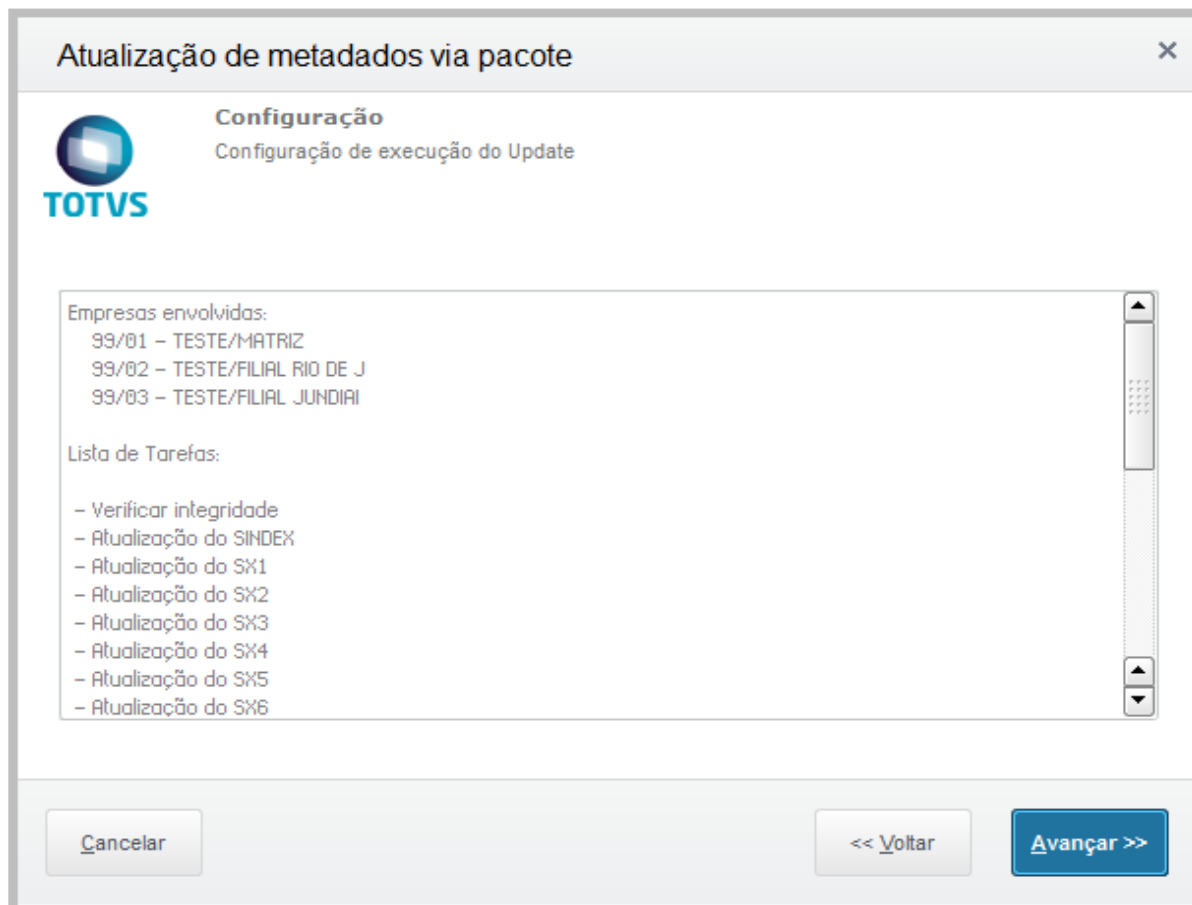 Atualização de metadados via pacote
Configuração
Configuração de execução do Update
TOTVS
Empresas envolvidas:
99/01 – TESTE/MATRIZ
99/02 – TESTE/FILIAL RIO DE J
99/03 – TESTE/FILIAL JUNDIAI
Lista de Tarefas:
– Verificar integridade
– Atualização do SINDEX
– Atualização do SX1
– Atualização do SX2
– Atualização do SX3
– Atualização do SX4
– Atualização do SX5
– Atualização do SX6
Cancelar
<< Voltar
Avançar >>